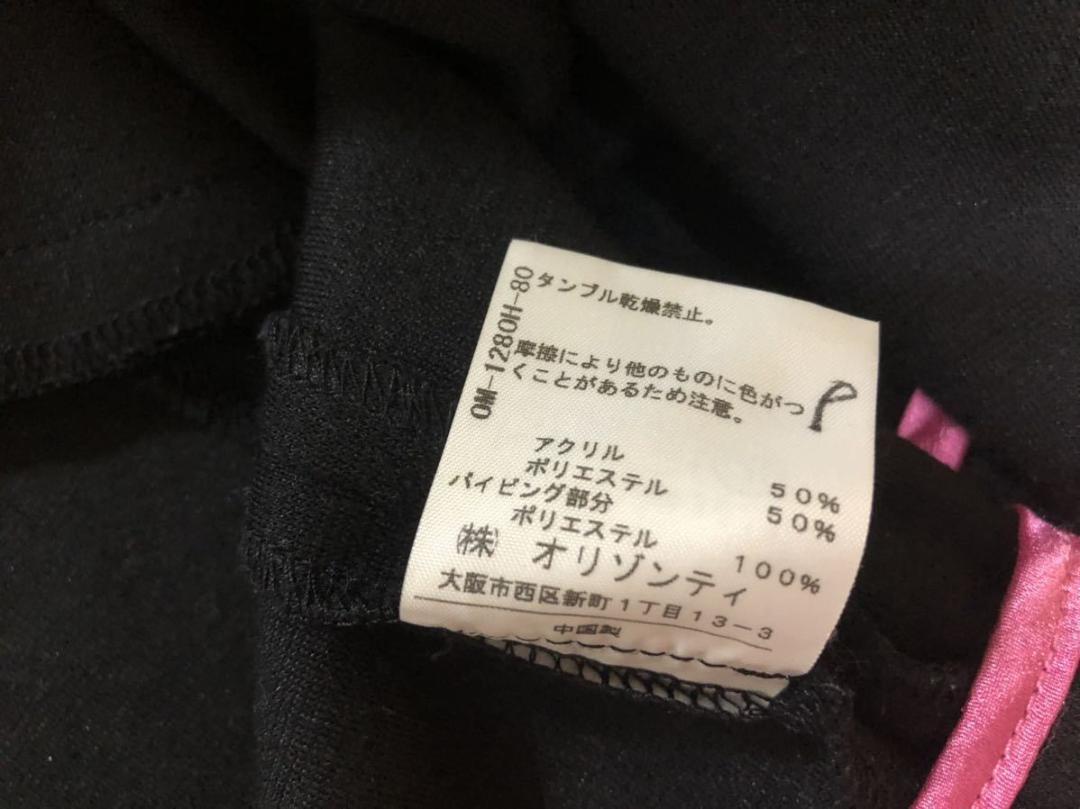 OM-1280H-80
タンブル乾燥禁止。
摩擦により他のものに色がつ
くことがあるため注意。
P
アクリル 50%
ポリエステル 50%
パイピング部分
ポリエステル 100%
㈱ オリゾンティ
大阪市西区新町1丁目13-3
中国製